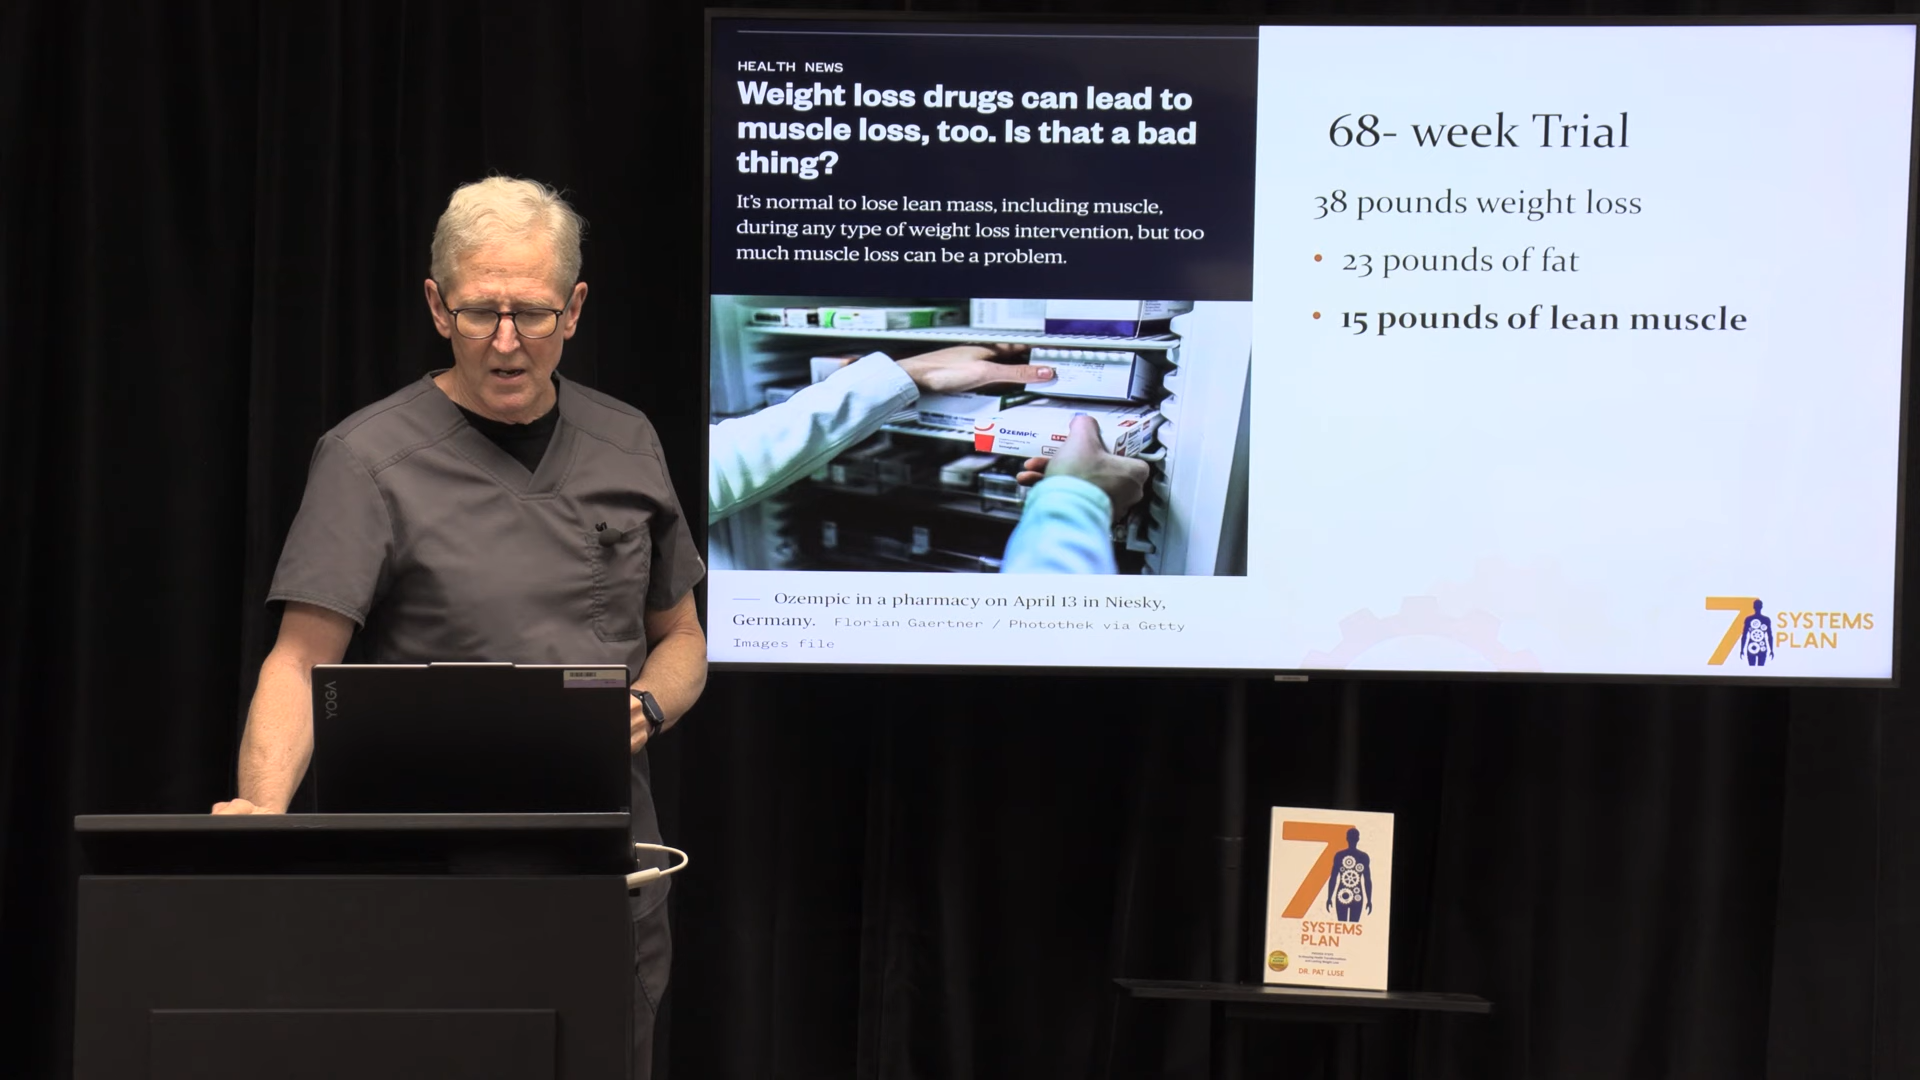 HEALTH NEWS
Weight loss drugs can lead to
muscle loss, too. Is that a bad
thing?
It's normal to lose lean mass, including muscle,
during any type of weight loss intervention, but too
much muscle loss can be a problem.
OZEMPIC
Ozempic in a pharmacy on April 13 in Niesky,
Germany. Florian Gaertner / Photothek via Getty
Images file
68- week Trial
38 pounds weight loss
• 23 pounds of fat
• 15 pounds of lean muscle
7 SYSTEMS
PLAN
YOGA
7
SYSTEMS
PLAN
DR. PAT LUSE